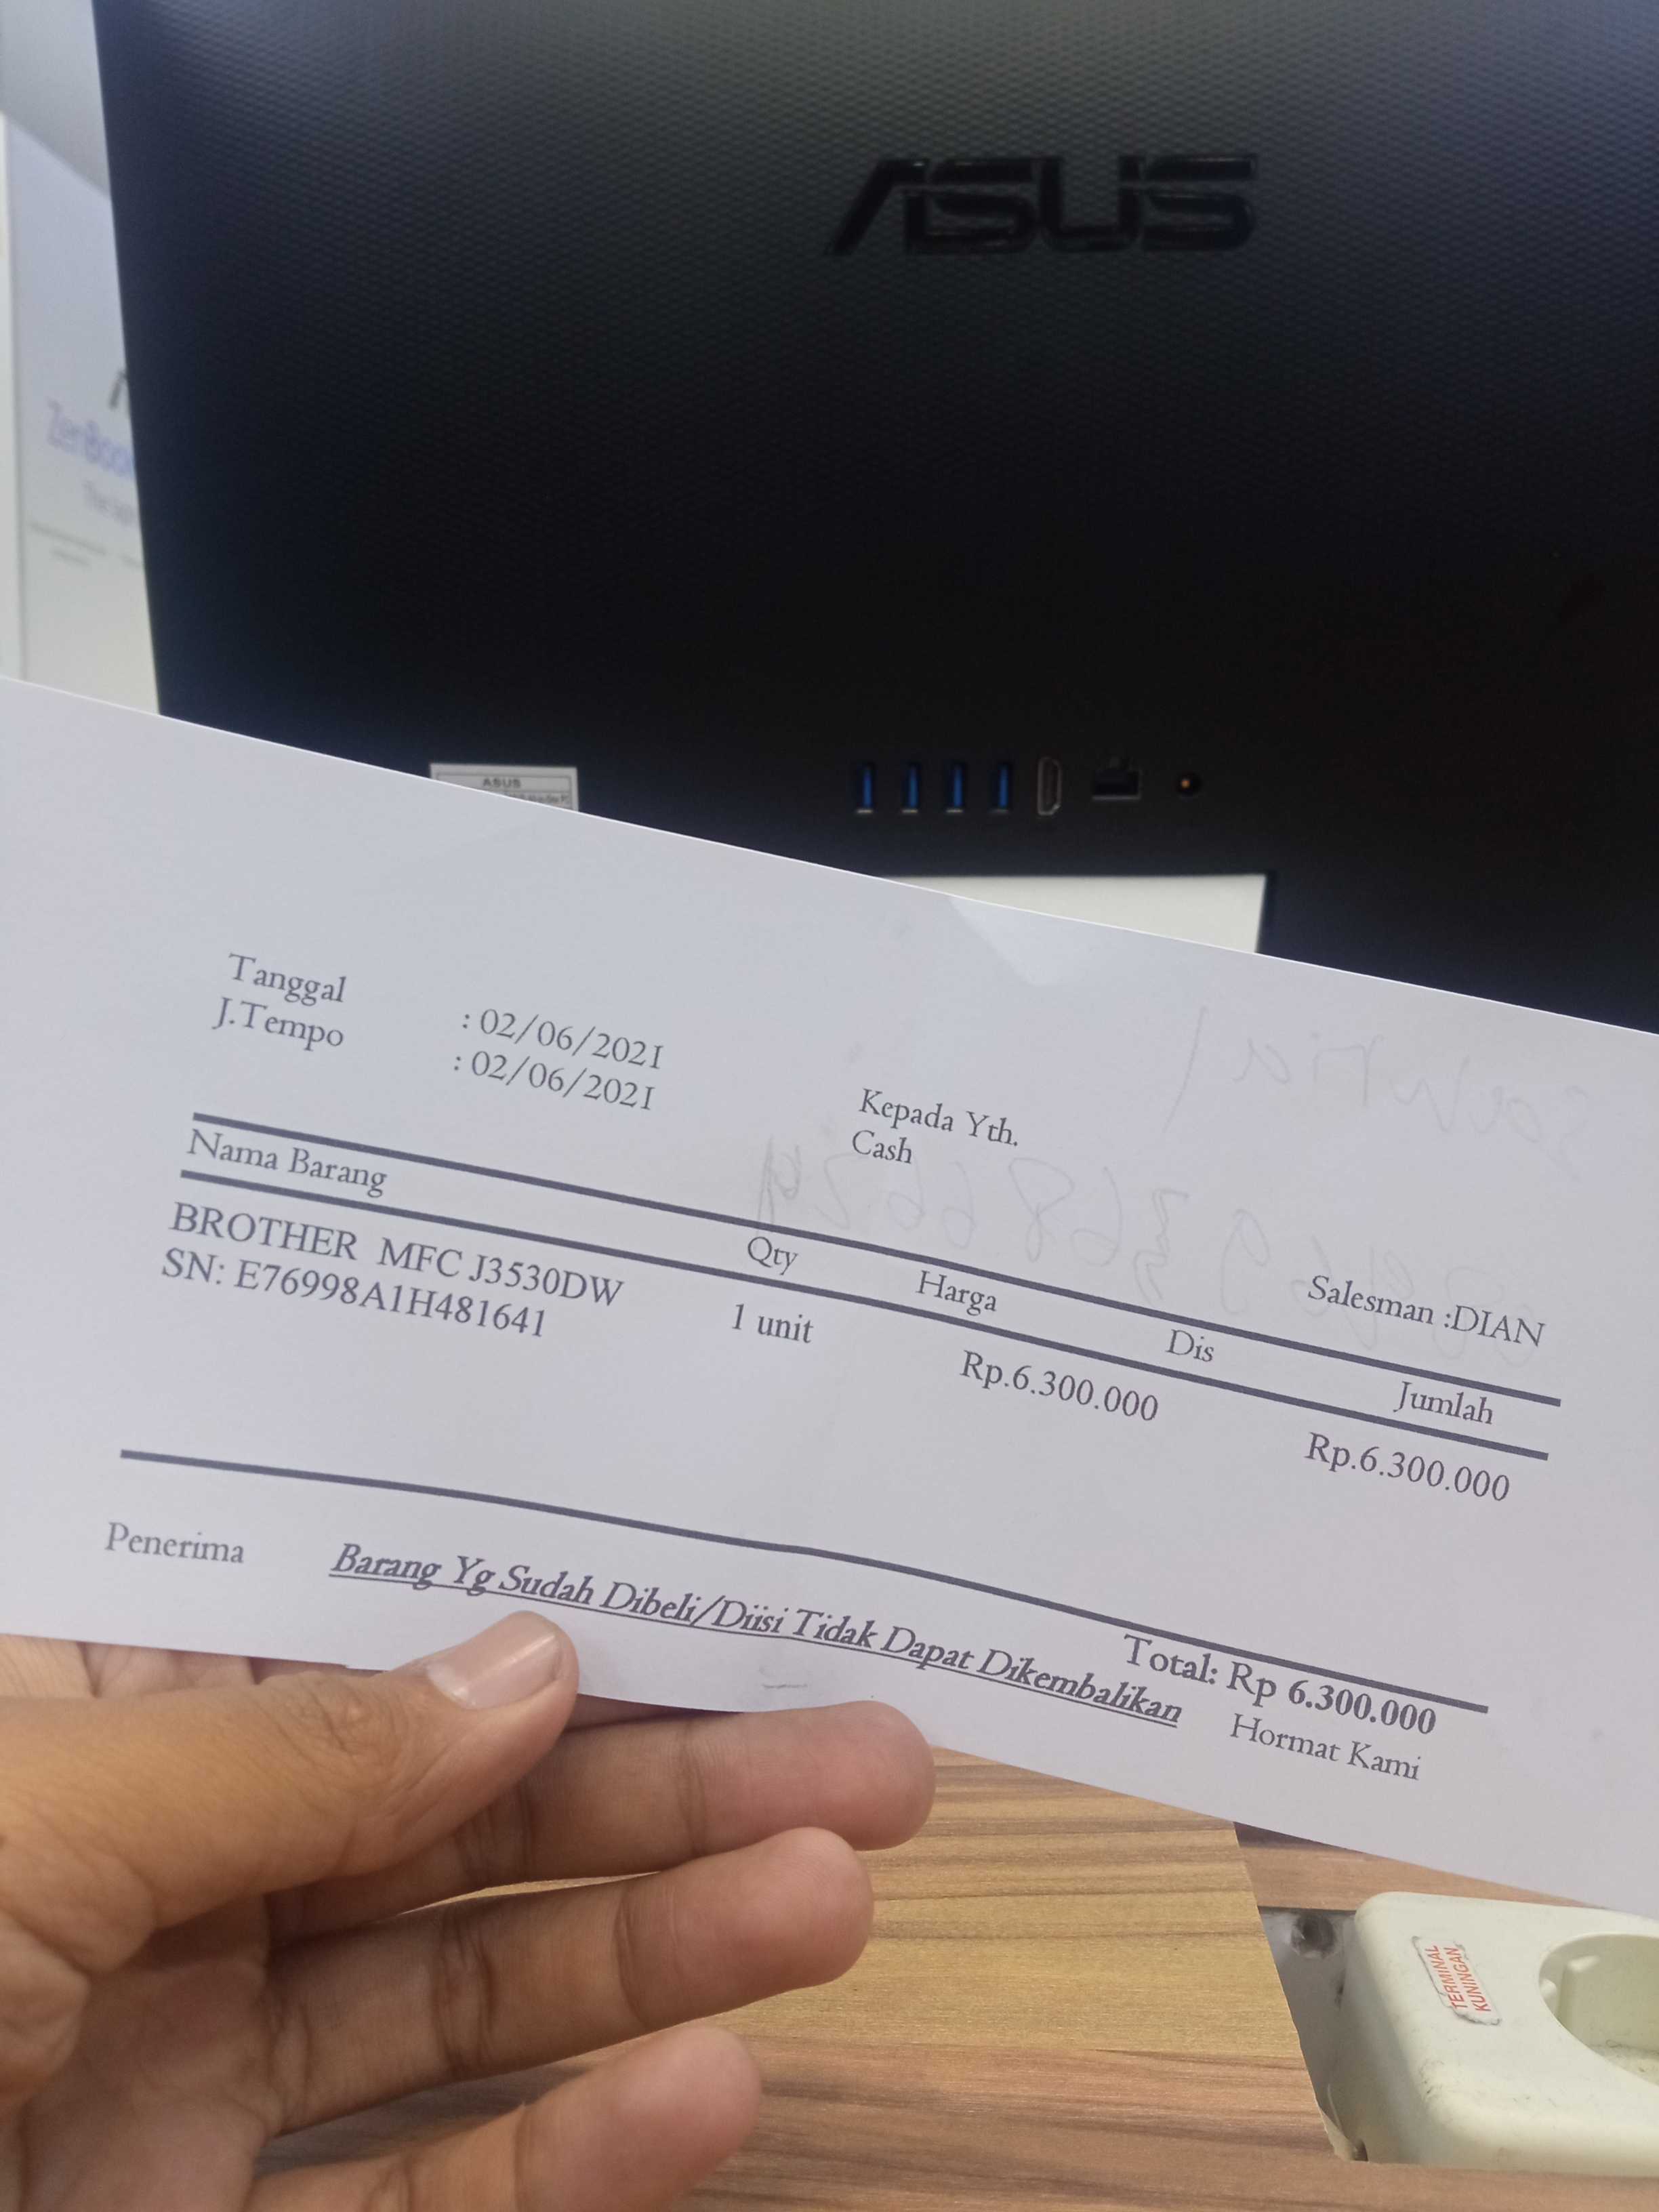 ASUS
ZenBook
ASUS
Tanggal : 02/06/2021
J.Tempo : 02/06/2021
Kepada Yth.
Cash
Salesman :DIAN
Nama Barang Qty Harga Dis Jumlah
BROTHER MFC J3530DW 1 unit Rp.6.300.000 Rp.6.300.000
SN: E76998A1H481641
Total: Rp 6.300.000
Penerima Barang Yg Sudah Dibeli/Diisi Tidak Dapat Dikembalikan Hormat Kami
TERMINAL
KUNINGAN